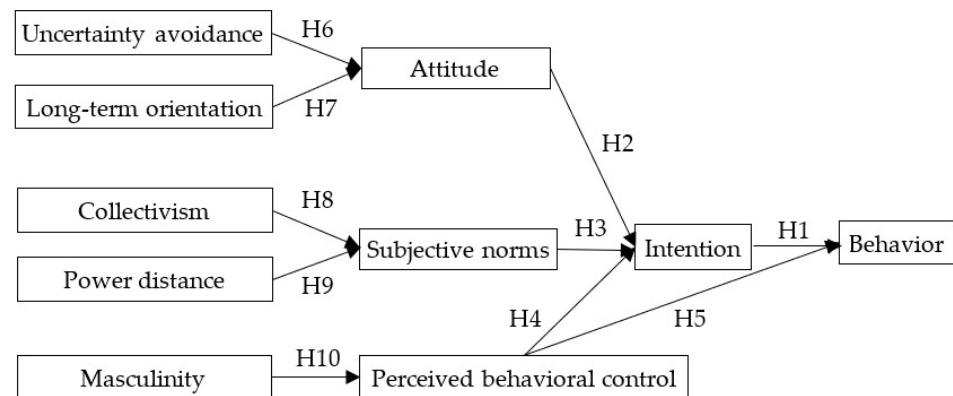 Uncertainty avoidance
H6
Attitude
Long-term orientation
H7
H2
Collectivism
H8
Subjective norms
H3
Intention
H1
Behavior
Power distance
H9
H4
H5
Masculinity
H10
Perceived behavioral control